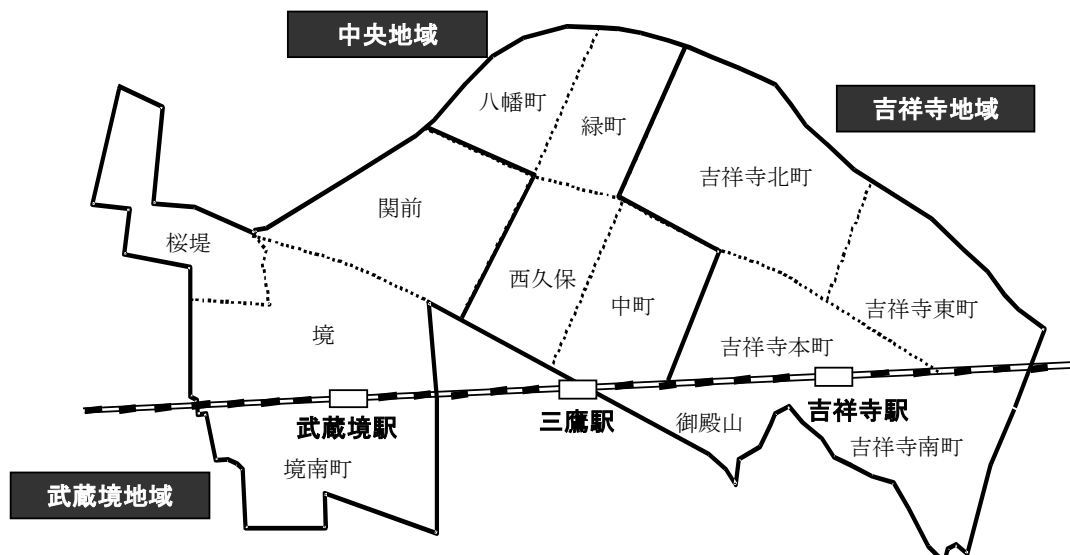 中央地域
八幡町
緑町
吉祥寺地域
吉祥寺北町
関前
桜堤
西久保
中町
吉祥寺東町
境
吉祥寺本町
武蔵境駅
三鷹駅
御殿山
吉祥寺駅
吉祥寺南町
境南町
武蔵境地域